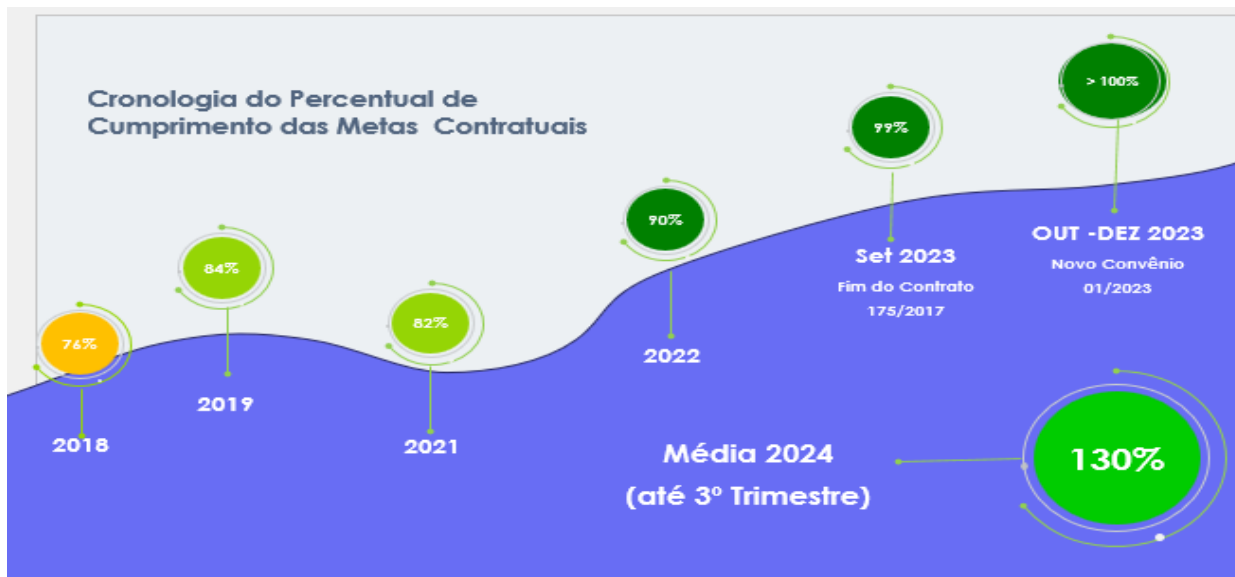 Cronologia do Percentual de
Cumprimento das Metas Contratuais
76%
2018
84%
2019
82%
2021
90%
2022
99%
Set 2023
Fim do Contrato
175/2017
> 100%
OUT -DEZ 2023
Novo Convênio
01/2023
Média 2024
(até 3º Trimestre)
130%